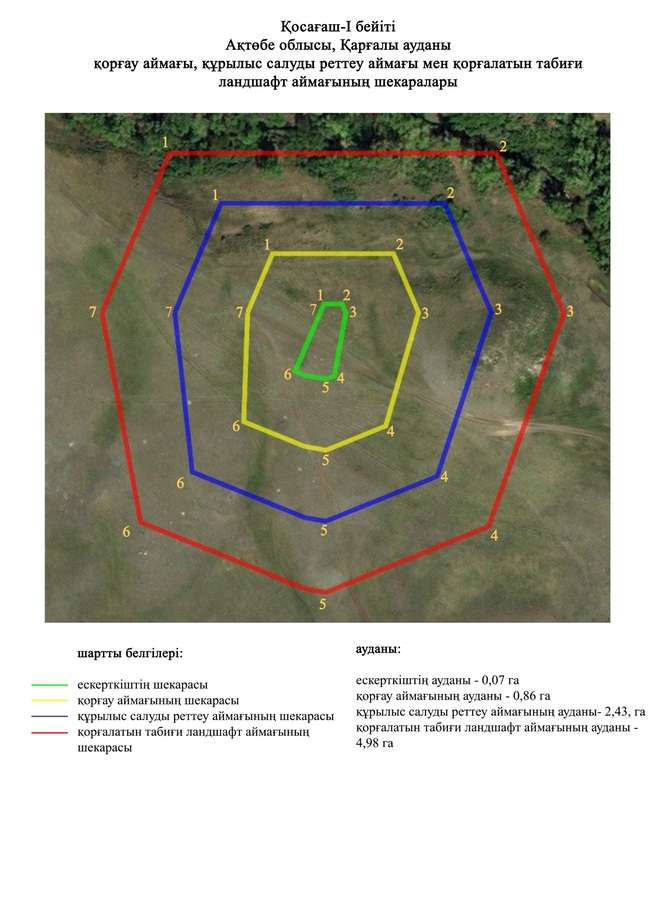 Қосағаш-I бейіті
Ақтөбе облысы, Қарғалы ауданы
қорғау аймағы, құрылыс салуды реттеу аймағы мен қорғалатын табиғи
ландшафт аймағының шекаралары
1
2
1
2
1
2
1
2
7
7
7
7
3
3
3
3
6
5
4
6
5
4
6
5
4
6
5
4
шартты белгілері:
ескерткіштің шекарасы
қорғау аймағының шекарасы
құрылыс салуды реттеу аймағының шекарасы
қорғалатын табиғи ландшафт аймағының
шекарасы
ауданы:
ескерткіштің ауданы - 0,07 га
қорғау аймағының ауданы - 0,86 га
құрылыс салуды реттеу аймағының ауданы- 2,43, га
қорғалатын табиғи ландшафт аймағының ауданы -
4,98 га